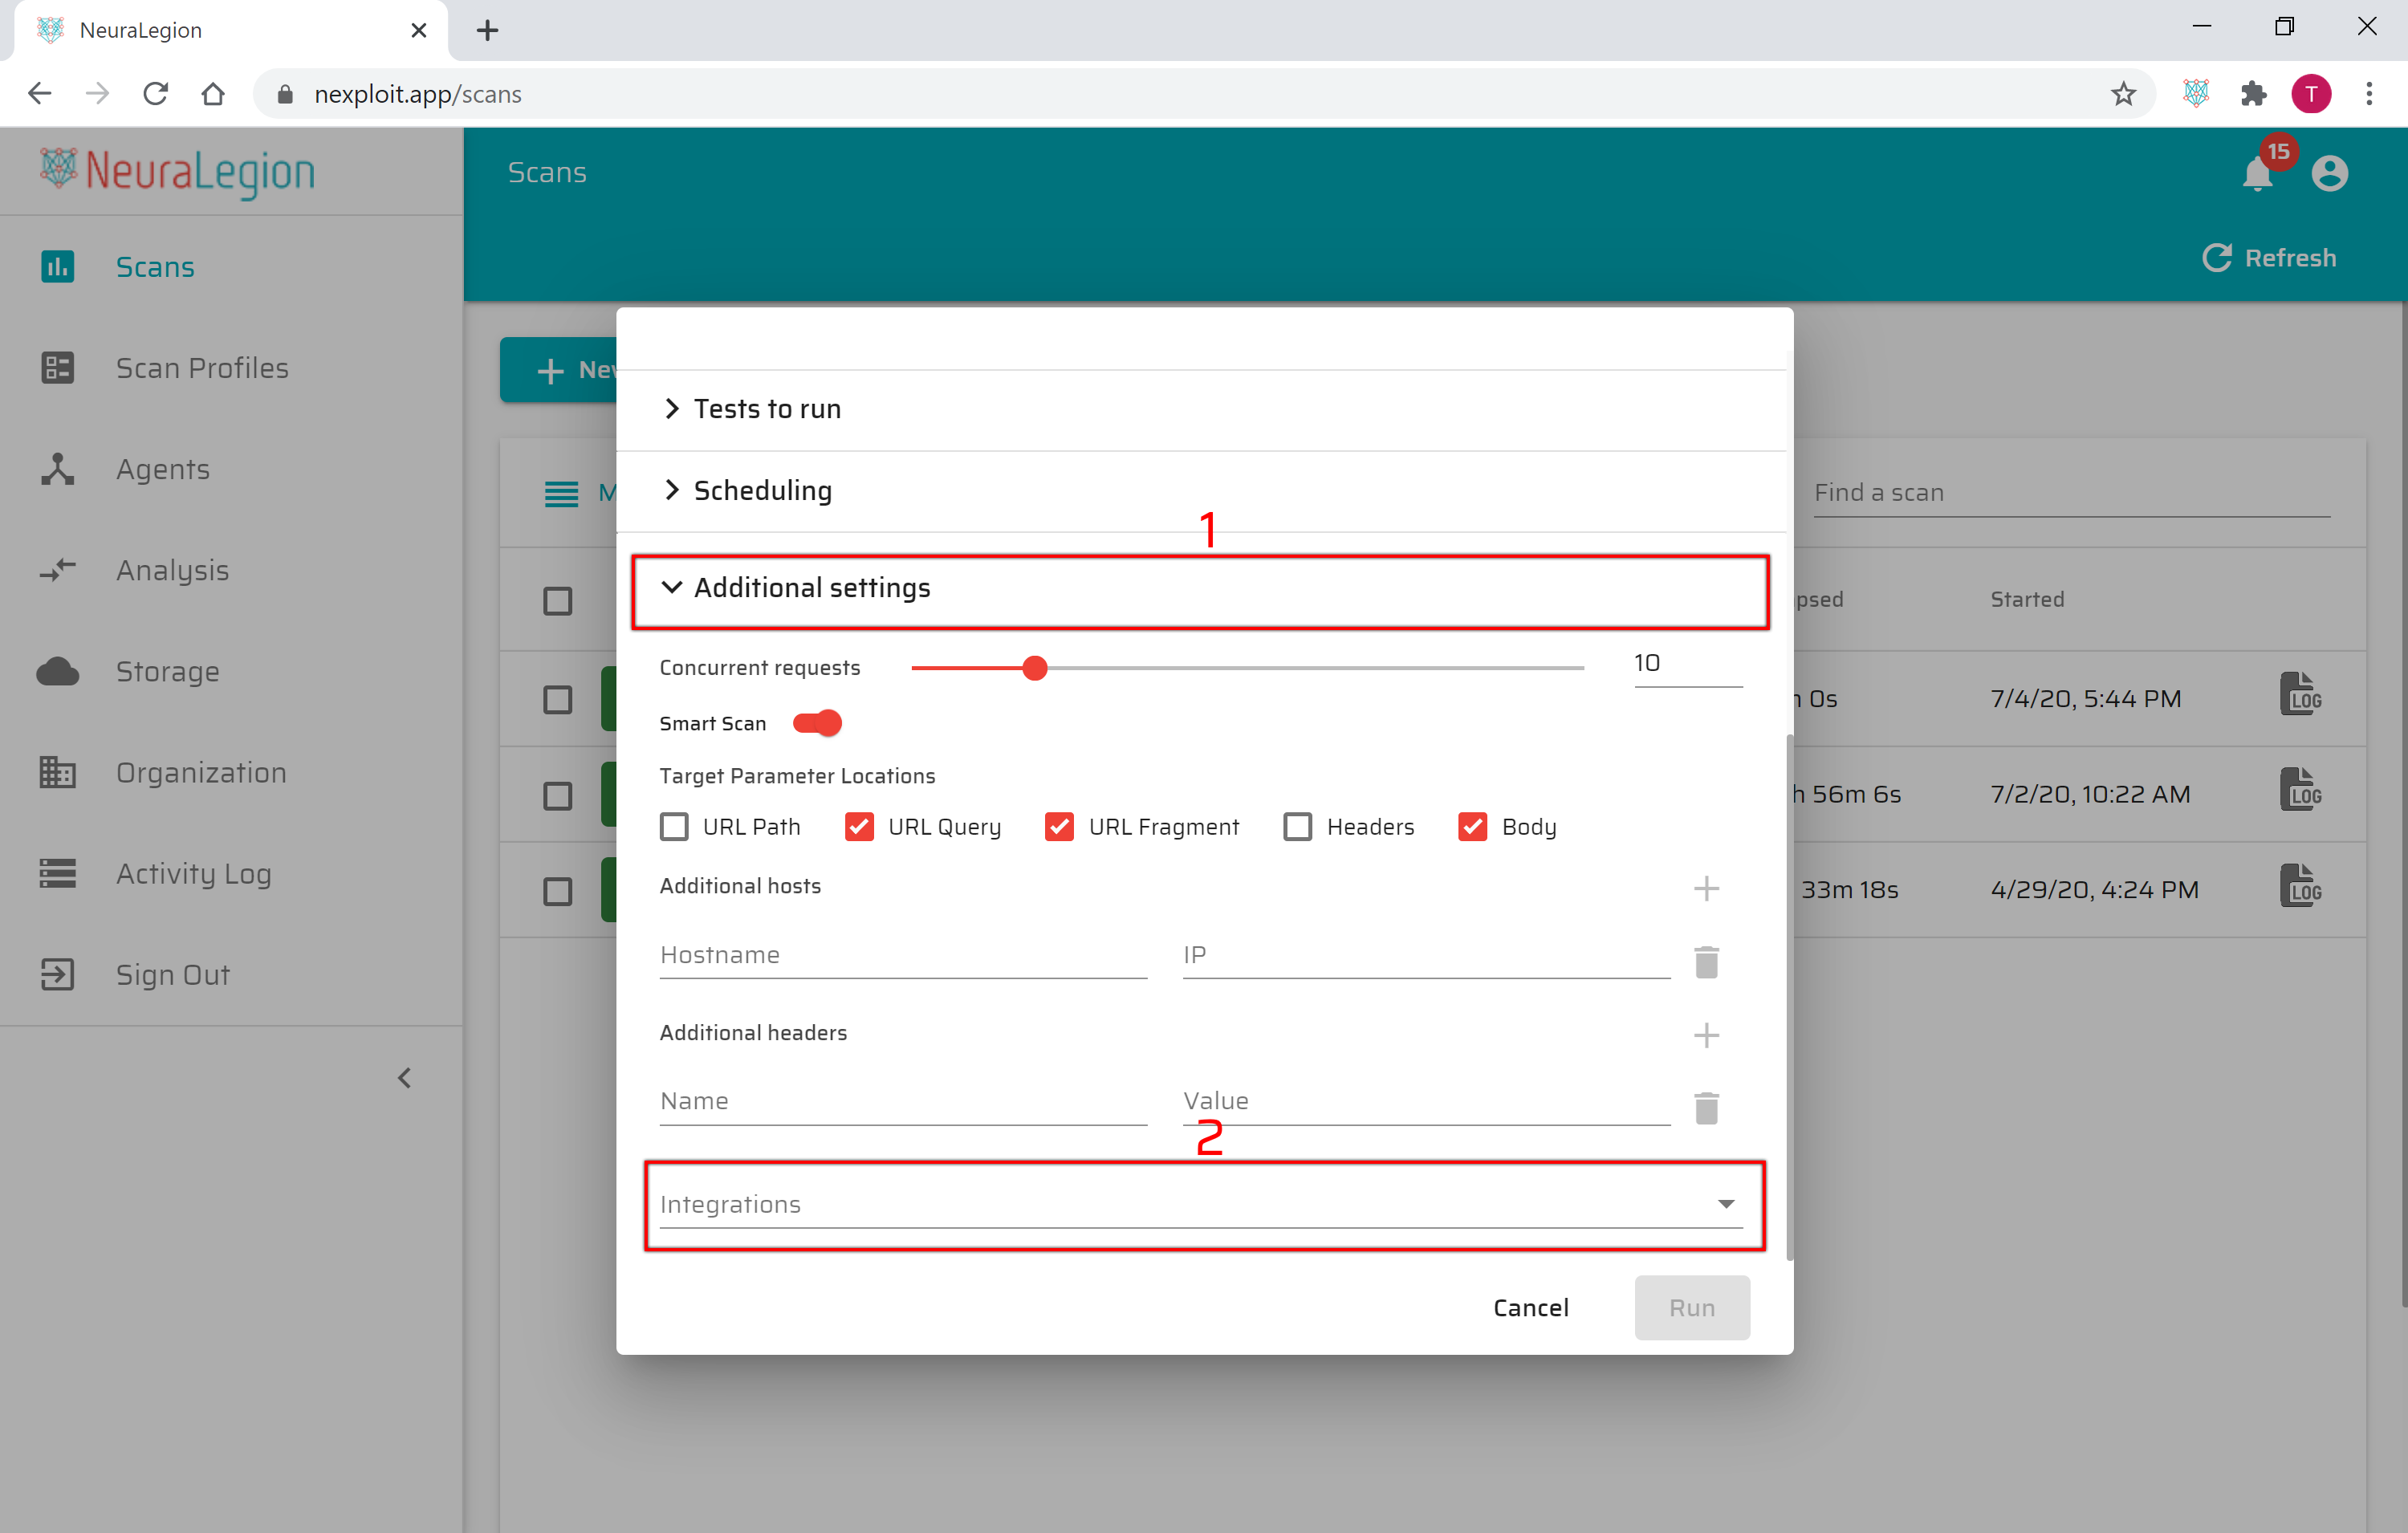 NeuraLegion
nexploit.app/scans
T
NeuraLegion
Scans
15
Refresh
Scans
Scan Profiles
Agents
Analysis
Storage
Organization
Activity Log
Sign Out
Tests to run
Scheduling
1
Additional settings
Concurrent requests 10
Smart Scan
Target Parameter Locations
URL Path URL Query URL Fragment Headers Body
Additional hosts
Hostname IP
Additional headers
Name Value
2
Integrations
Cancel Run
Find a scan
Started
0s 7/4/20, 5:44 PM LOG
h 56m 6s 7/2/20, 10:22 AM LOG
33m 18s 4/29/20, 4:24 PM LOG